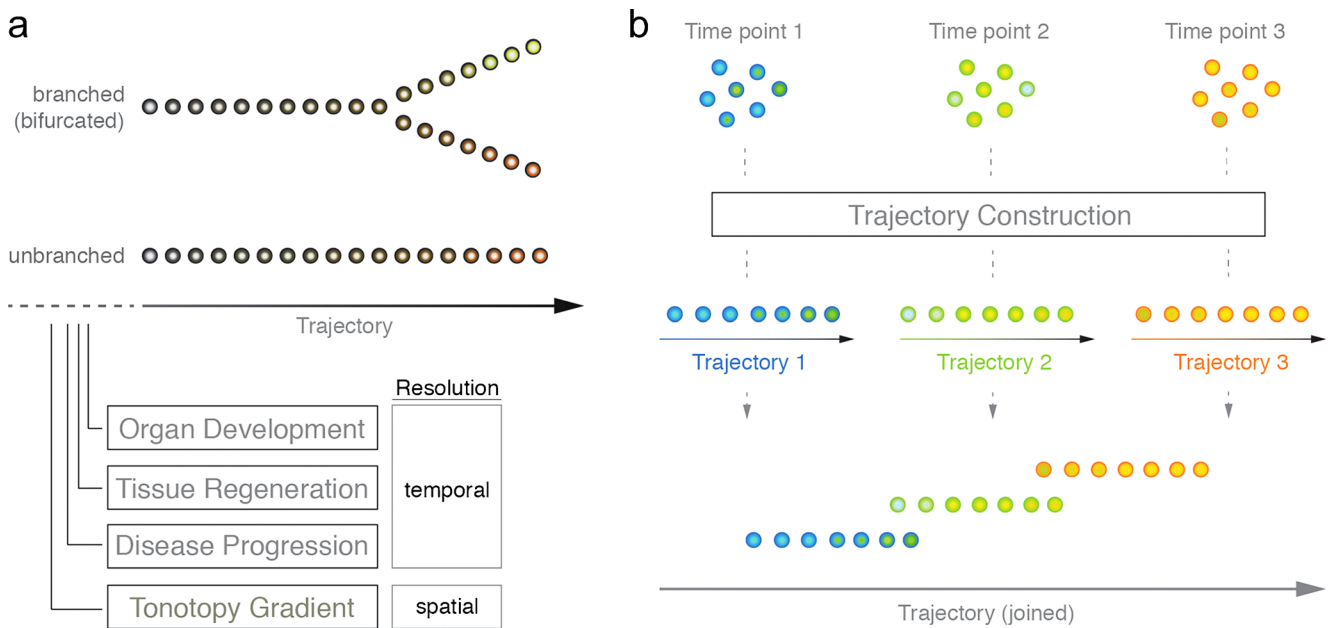 a
branched
(bifurcated)
unbranched
Trajectory
Resolution
Organ Development
Tissue Regeneration
Disease Progression
temporal
Tonotopy Gradient
spatial
b
Time point 1
Time point 2
Time point 3
Trajectory Construction
Trajectory 1
Trajectory 2
Trajectory 3
Trajectory (joined)